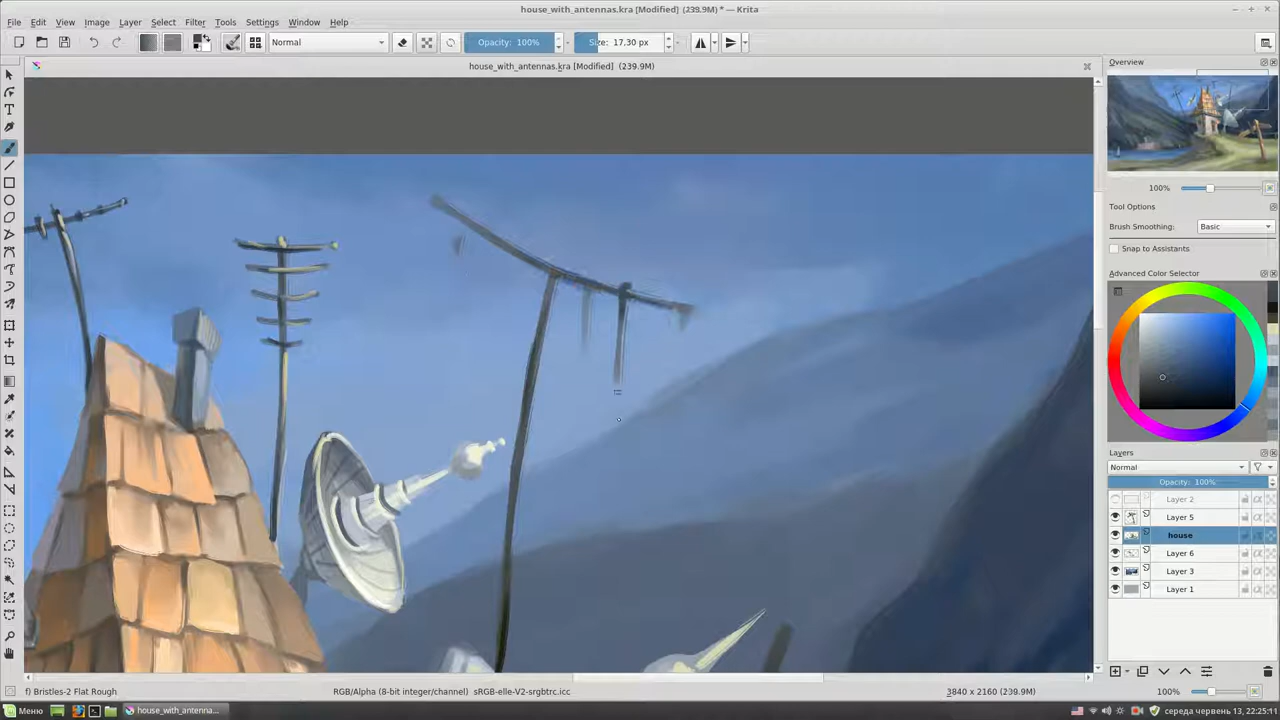 house_with_antennas.kra [Modified] (239.9M) * — Krita
File Edit View Image Layer Select Filter Tools Settings Window Help
Normal
Opacity: 100%
Size: 17.30 px
house_with_antennas.kra [Modified] (239.9M)
Overview
100%
Tool Options
Brush Smoothing: Basic
Snap to Assistants
Advanced Color Selector
Layers
Normal
Opacity: 100%
Layer 2
Layer 5
house
Layer 6
Layer 3
Layer 1
f) Bristles-2 Flat Rough
RGB/Alpha (8-bit integer/channel) sRGB-elle-V2-srgbtrc.icc
3840 x 2160 (239.9M)
100%
Меню
house_with_antenna...
середа червень 13, 22:25:11